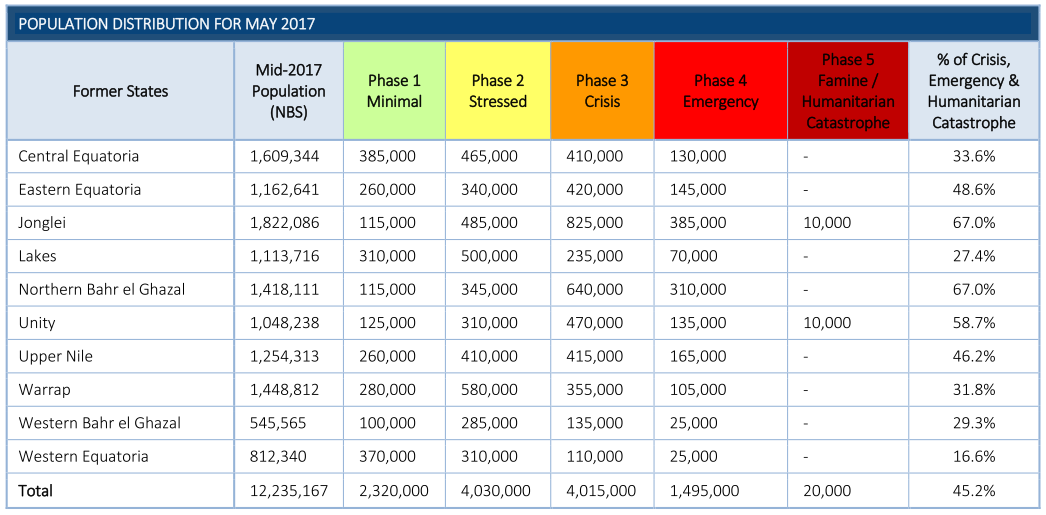 POPULATION DISTRIBUTION FOR MAY 2017
Former States
Mid-2017
Population
(NBS)
Phase 1
Minimal
Phase 2
Stressed
Phase 3
Crisis
Phase 4
Emergency
Phase 5
Famine /
Humanitarian
Catastrophe
% of Crisis,
Emergency &
Humanitarian
Catastrophe
Central Equatoria 1,609,344 385,000 465,000 410,000 130,000 - 33.6%
Eastern Equatoria 1,162,641 260,000 340,000 420,000 145,000 - 48.6%
Jonglei 1,822,086 115,000 485,000 825,000 385,000 10,000 67.0%
Lakes 1,113,716 310,000 500,000 235,000 70,000 - 27.4%
Northern Bahr el Ghazal 1,418,111 115,000 345,000 640,000 310,000 - 67.0%
Unity 1,048,238 125,000 310,000 470,000 135,000 10,000 58.7%
Upper Nile 1,254,313 260,000 410,000 415,000 165,000 - 46.2%
Warrap 1,448,812 280,000 580,000 355,000 105,000 - 31.8%
Western Bahr el Ghazal 545,565 100,000 285,000 135,000 25,000 - 29.3%
Western Equatoria 812,340 370,000 310,000 110,000 25,000 - 16.6%
Total 12,235,167 2,320,000 4,030,000 4,015,000 1,495,000 20,000 45.2%